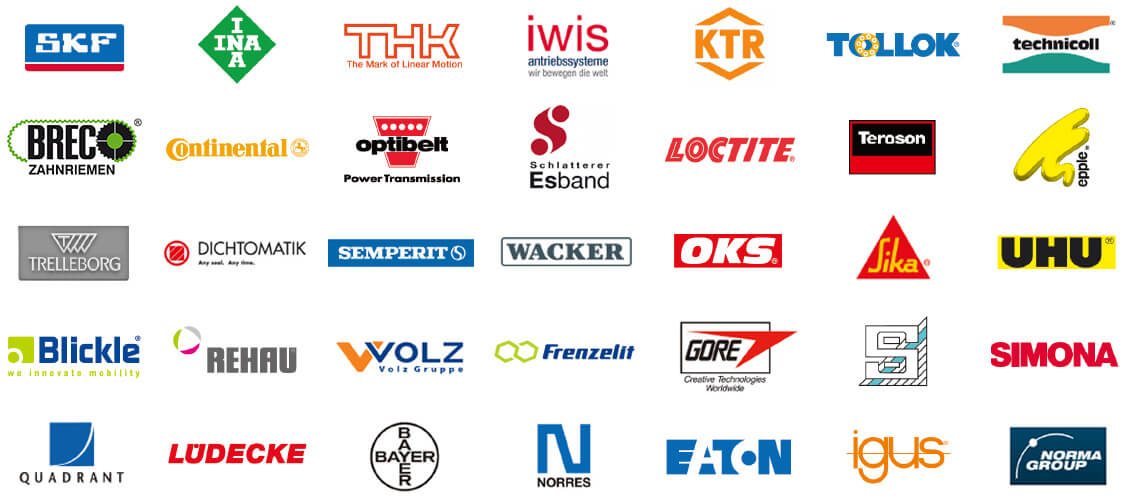 SKF
INA
INA
THK
The Mark of Linear Motion
iwis
antriebssysteme
wir bewegen die welt
KTR
TOLLOK®
technicoll®
BRECO®
ZAHNRIEMEN
Continental
optibelt
Power Transmission
Schlatterer
Esband
LOCTITE®
Teroson
epple®
TRELLEBORG
DICHTOMATIK
Any seal. Any time.
SEMPERIT S
WACKER
OKS®
Sika®
UHU®
Blickle®
we innovate mobility
REHAU
VOLZ
Volz Gruppe
Frenzelit
GORE
Creative Technologies
Worldwide
SIMONA
QUADRANT
LÜDECKE
BAYER
BAYER
N
NORRES
EATON
igus®
NORMA
GROUP